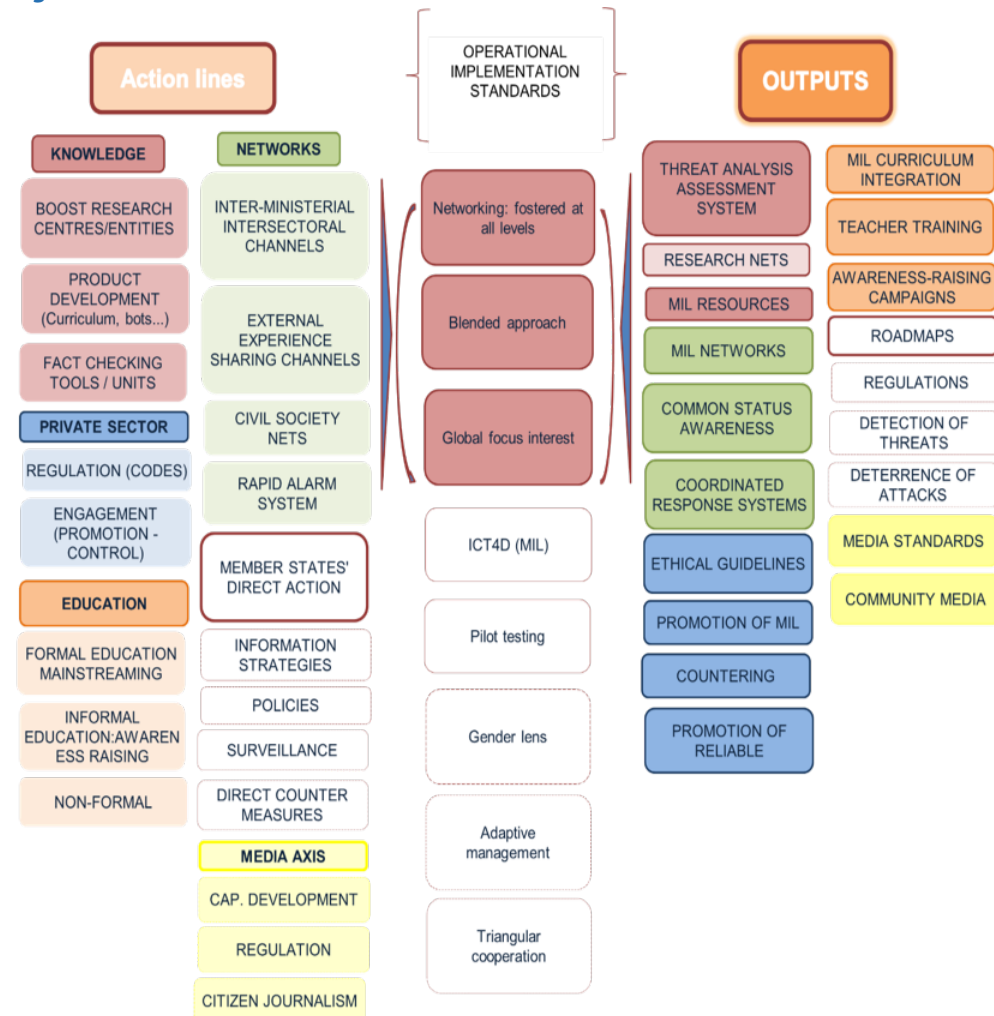 Action lines
KNOWLEDGE
BOOST RESEARCH
CENTRES/ENTITIES
PRODUCT
DEVELOPMENT
(Curriculum, bots...)
FACT CHECKING
TOOLS / UNITS
PRIVATE SECTOR
REGULATION (CODES)
ENGAGEMENT
(PROMOTION -
CONTROL)
EDUCATION
FORMAL EDUCATION
MAINSTREAMING
INFORMAL
EDUCATION:AWAREN
ESS RAISING
NON-FORMAL
NETWORKS
INTER-MINISTERIAL
INTERSECTORAL
CHANNELS
EXTERNAL
EXPERIENCE
SHARING CHANNELS
CIVIL SOCIETY
NETS
RAPID ALARM
SYSTEM
MEMBER STATES'
DIRECT ACTION
INFORMATION
STRATEGIES
POLICIES
SURVEILLANCE
DIRECT COUNTER
MEASURES
MEDIA AXIS
CAP. DEVELOPMENT
REGULATION
CITIZEN JOURNALISM
OPERATIONAL
IMPLEMENTATION
STANDARDS
Networking: fostered at
all levels
Blended approach
Global focus interest
ICT4D (MIL)
Pilot testing
Gender lens
Adaptive
management
Triangular
cooperation
OUTPUTS
THREAT ANALYSIS
ASSESSMENT
SYSTEM
RESEARCH NETS
MIL RESOURCES
MIL NETWORKS
COMMON STATUS
AWARENESS
COORDINATED
RESPONSE SYSTEMS
ETHICAL GUIDELINES
PROMOTION OF MIL
COUNTERING
PROMOTION OF
RELIABLE
MIL CURRICULUM
INTEGRATION
TEACHER TRAINING
AWARENESS-RAISING
CAMPAIGNS
ROADMAPS
REGULATIONS
DETECTION OF
THREATS
DETERRENCE OF
ATTACKS
MEDIA STANDARDS
COMMUNITY MEDIA